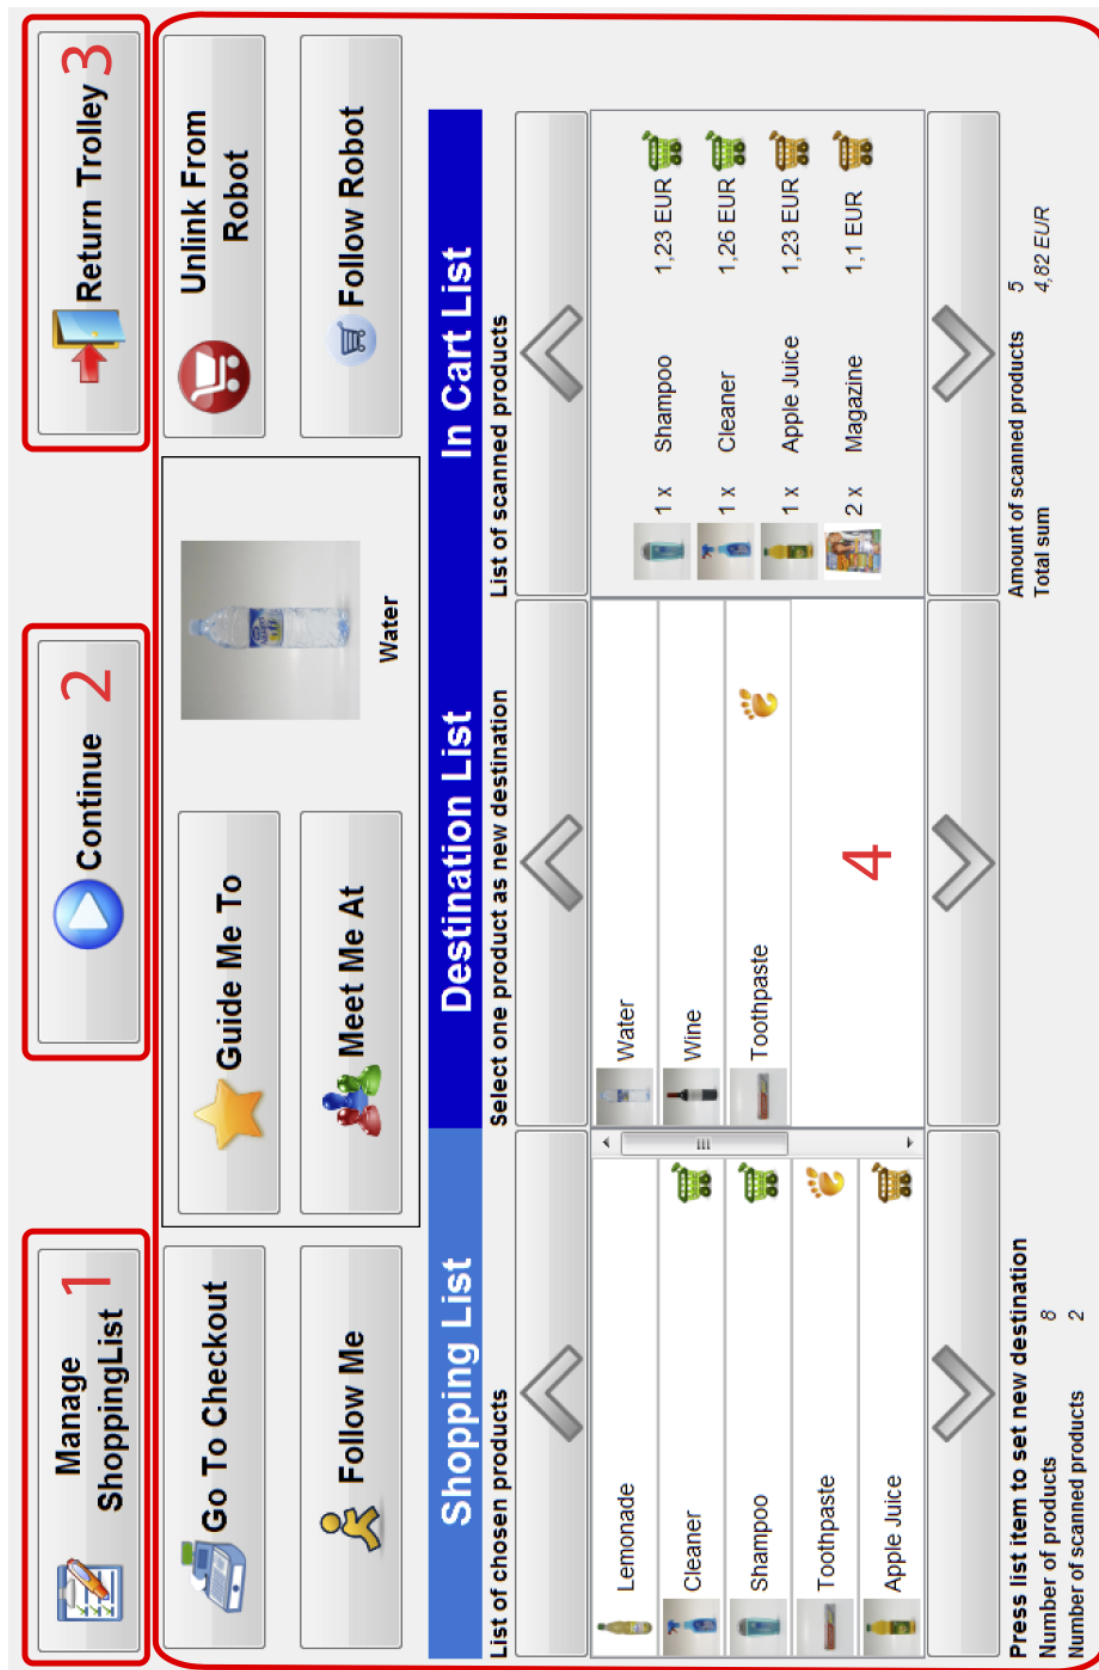 Manage
ShoppingList
1
Continue
2
Return Trolley
3
Go To Checkout
Follow Me
Guide Me To
Meet Me At
Water
Unlink From
Robot
Follow Robot
Shopping List
Destination List
In Cart List
List of chosen products
Select one product as new destination
List of scanned products
Lemonade
Cleaner
Shampoo
Toothpaste
Apple Juice
Water
Wine
Toothpaste
4
1 x Shampoo 1,23 EUR
1 x Cleaner 1,26 EUR
1 x Apple Juice 1,23 EUR
2 x Magazine 1,1 EUR
Press list item to set new destination
Number of products 8
Number of scanned products 2
Amount of scanned products 5
Total sum 4,82 EUR